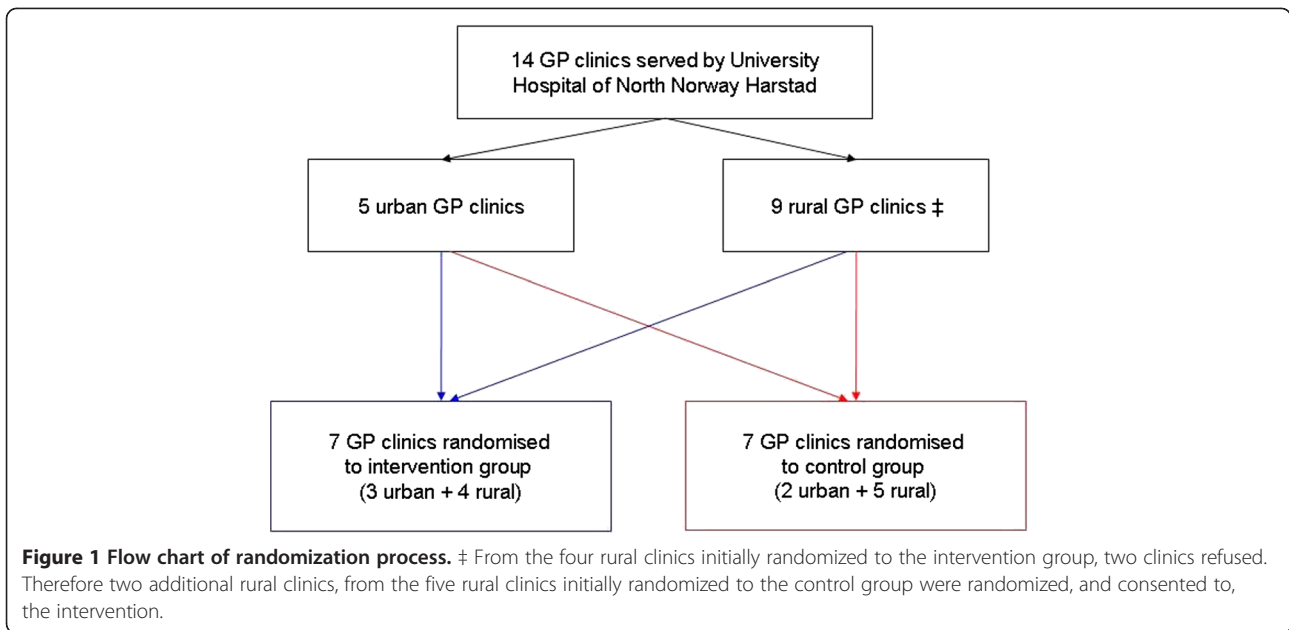 14 GP clinics served by University
Hospital of North Norway Harstad
5 urban GP clinics
9 rural GP clinics ‡
7 GP clinics randomised
to intervention group
(3 urban + 4 rural)
7 GP clinics randomised
to control group
(2 urban + 5 rural)
Figure 1 Flow chart of randomization process. ‡ From the four rural clinics initially randomized to the intervention group, two clinics refused.
Therefore two additional rural clinics, from the five rural clinics initially randomized to the control group were randomized, and consented to,
the intervention.